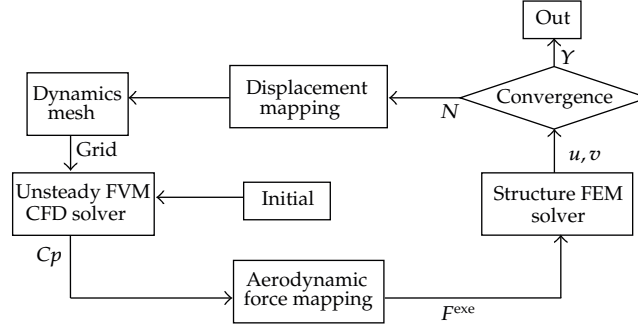 Out
Y
Convergence
N
Displacement
mapping
Dynamics
mesh
Grid
Unsteady FVM
CFD solver
Initial
Cp
Aerodynamic
force mapping
F^exe
Structure FEM
solver
u, v